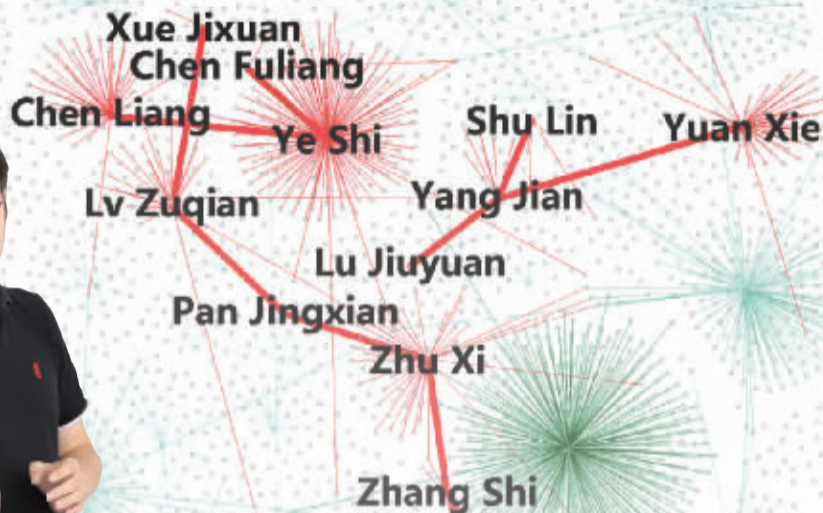 Xue Jixuan
Chen Fuliang
Chen Liang
Ye Shi
Shu Lin
Yuan Xie
Lv Zuqian
Yang Jian
Lu Jiuyuan
Pan Jingxian
Zhu Xi
Zhang Shi